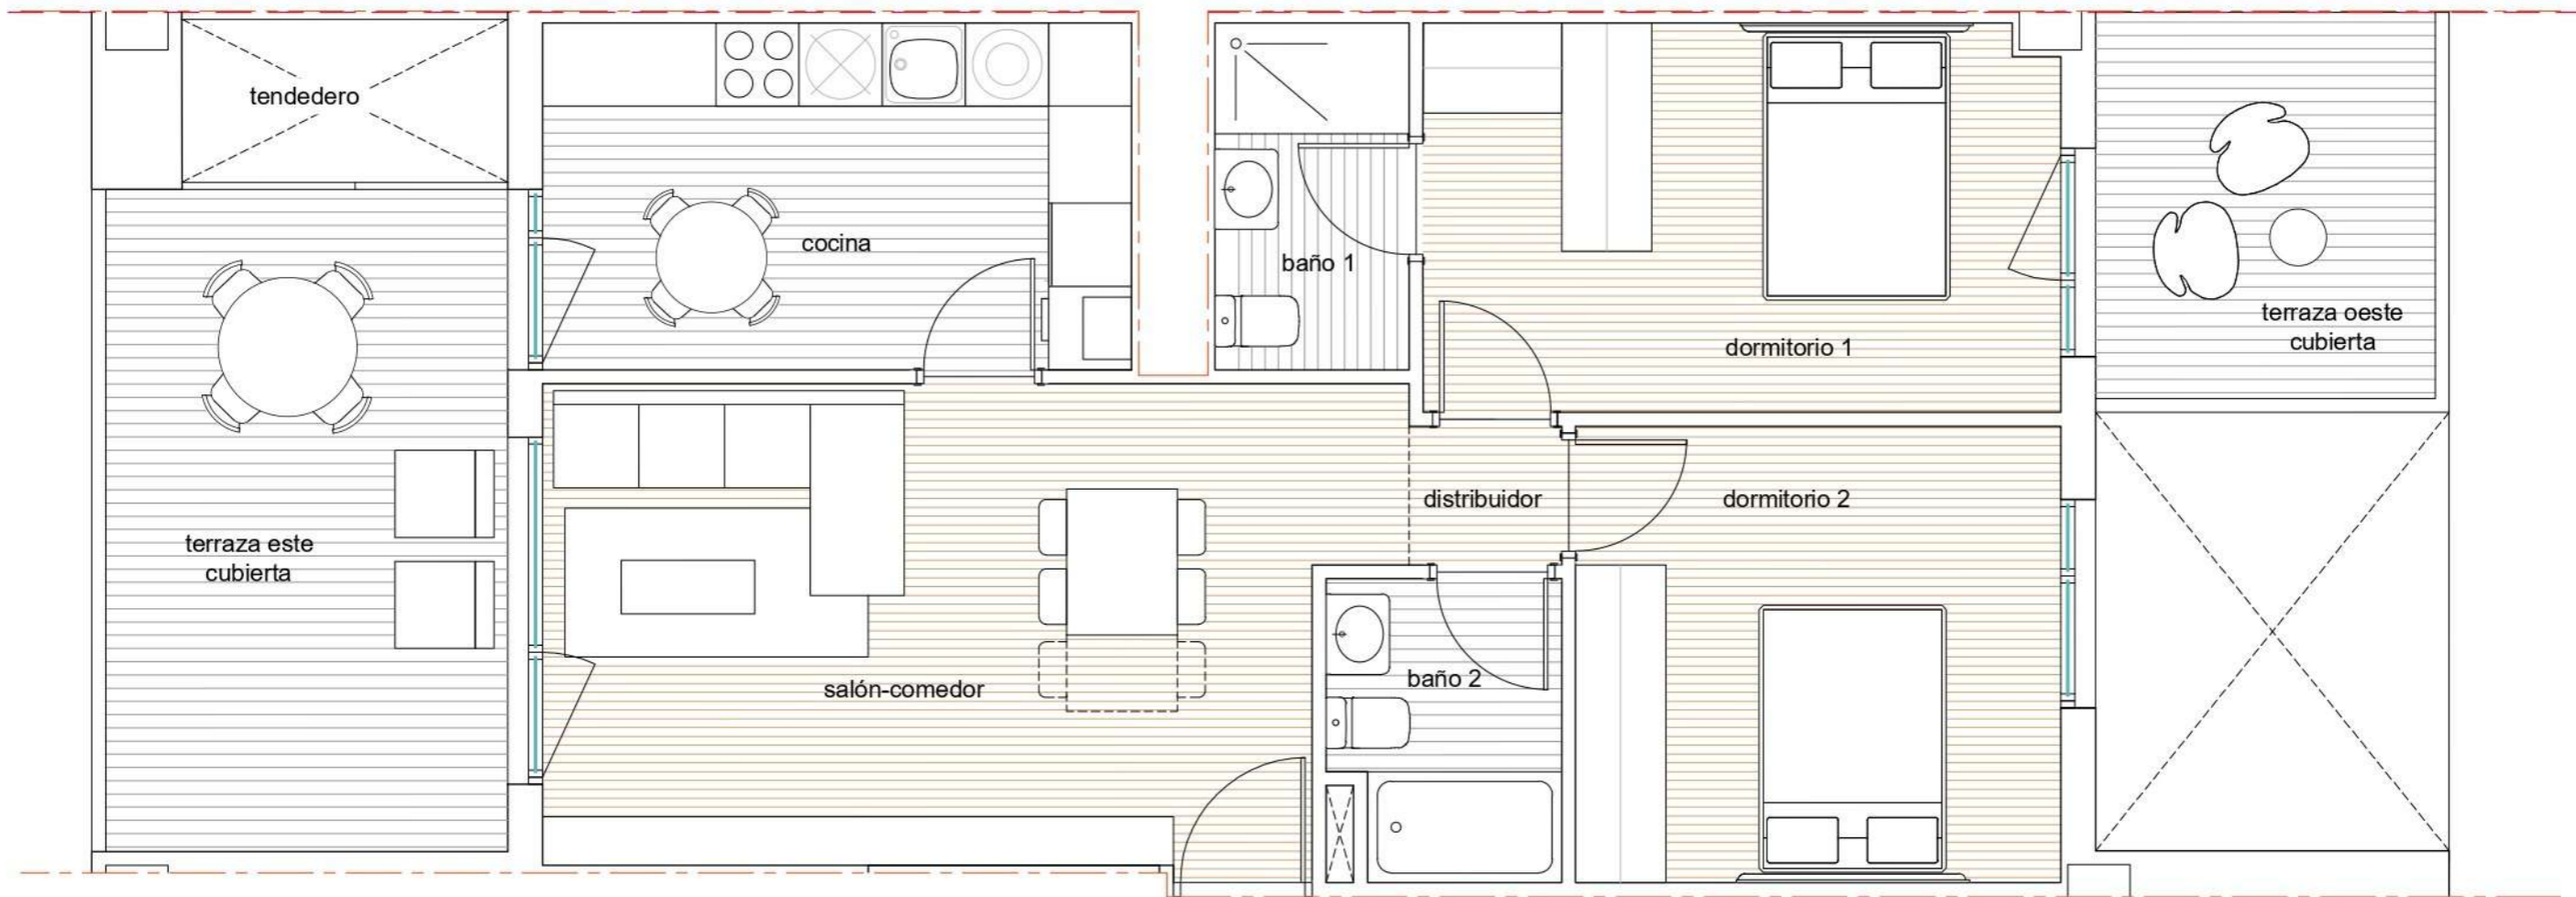 tendedero
cocina
baño 1
dormitorio 1
terraza oeste
cubierta
terraza este
cubierta
salón-comedor
distribuidor
dormitorio 2
baño 2